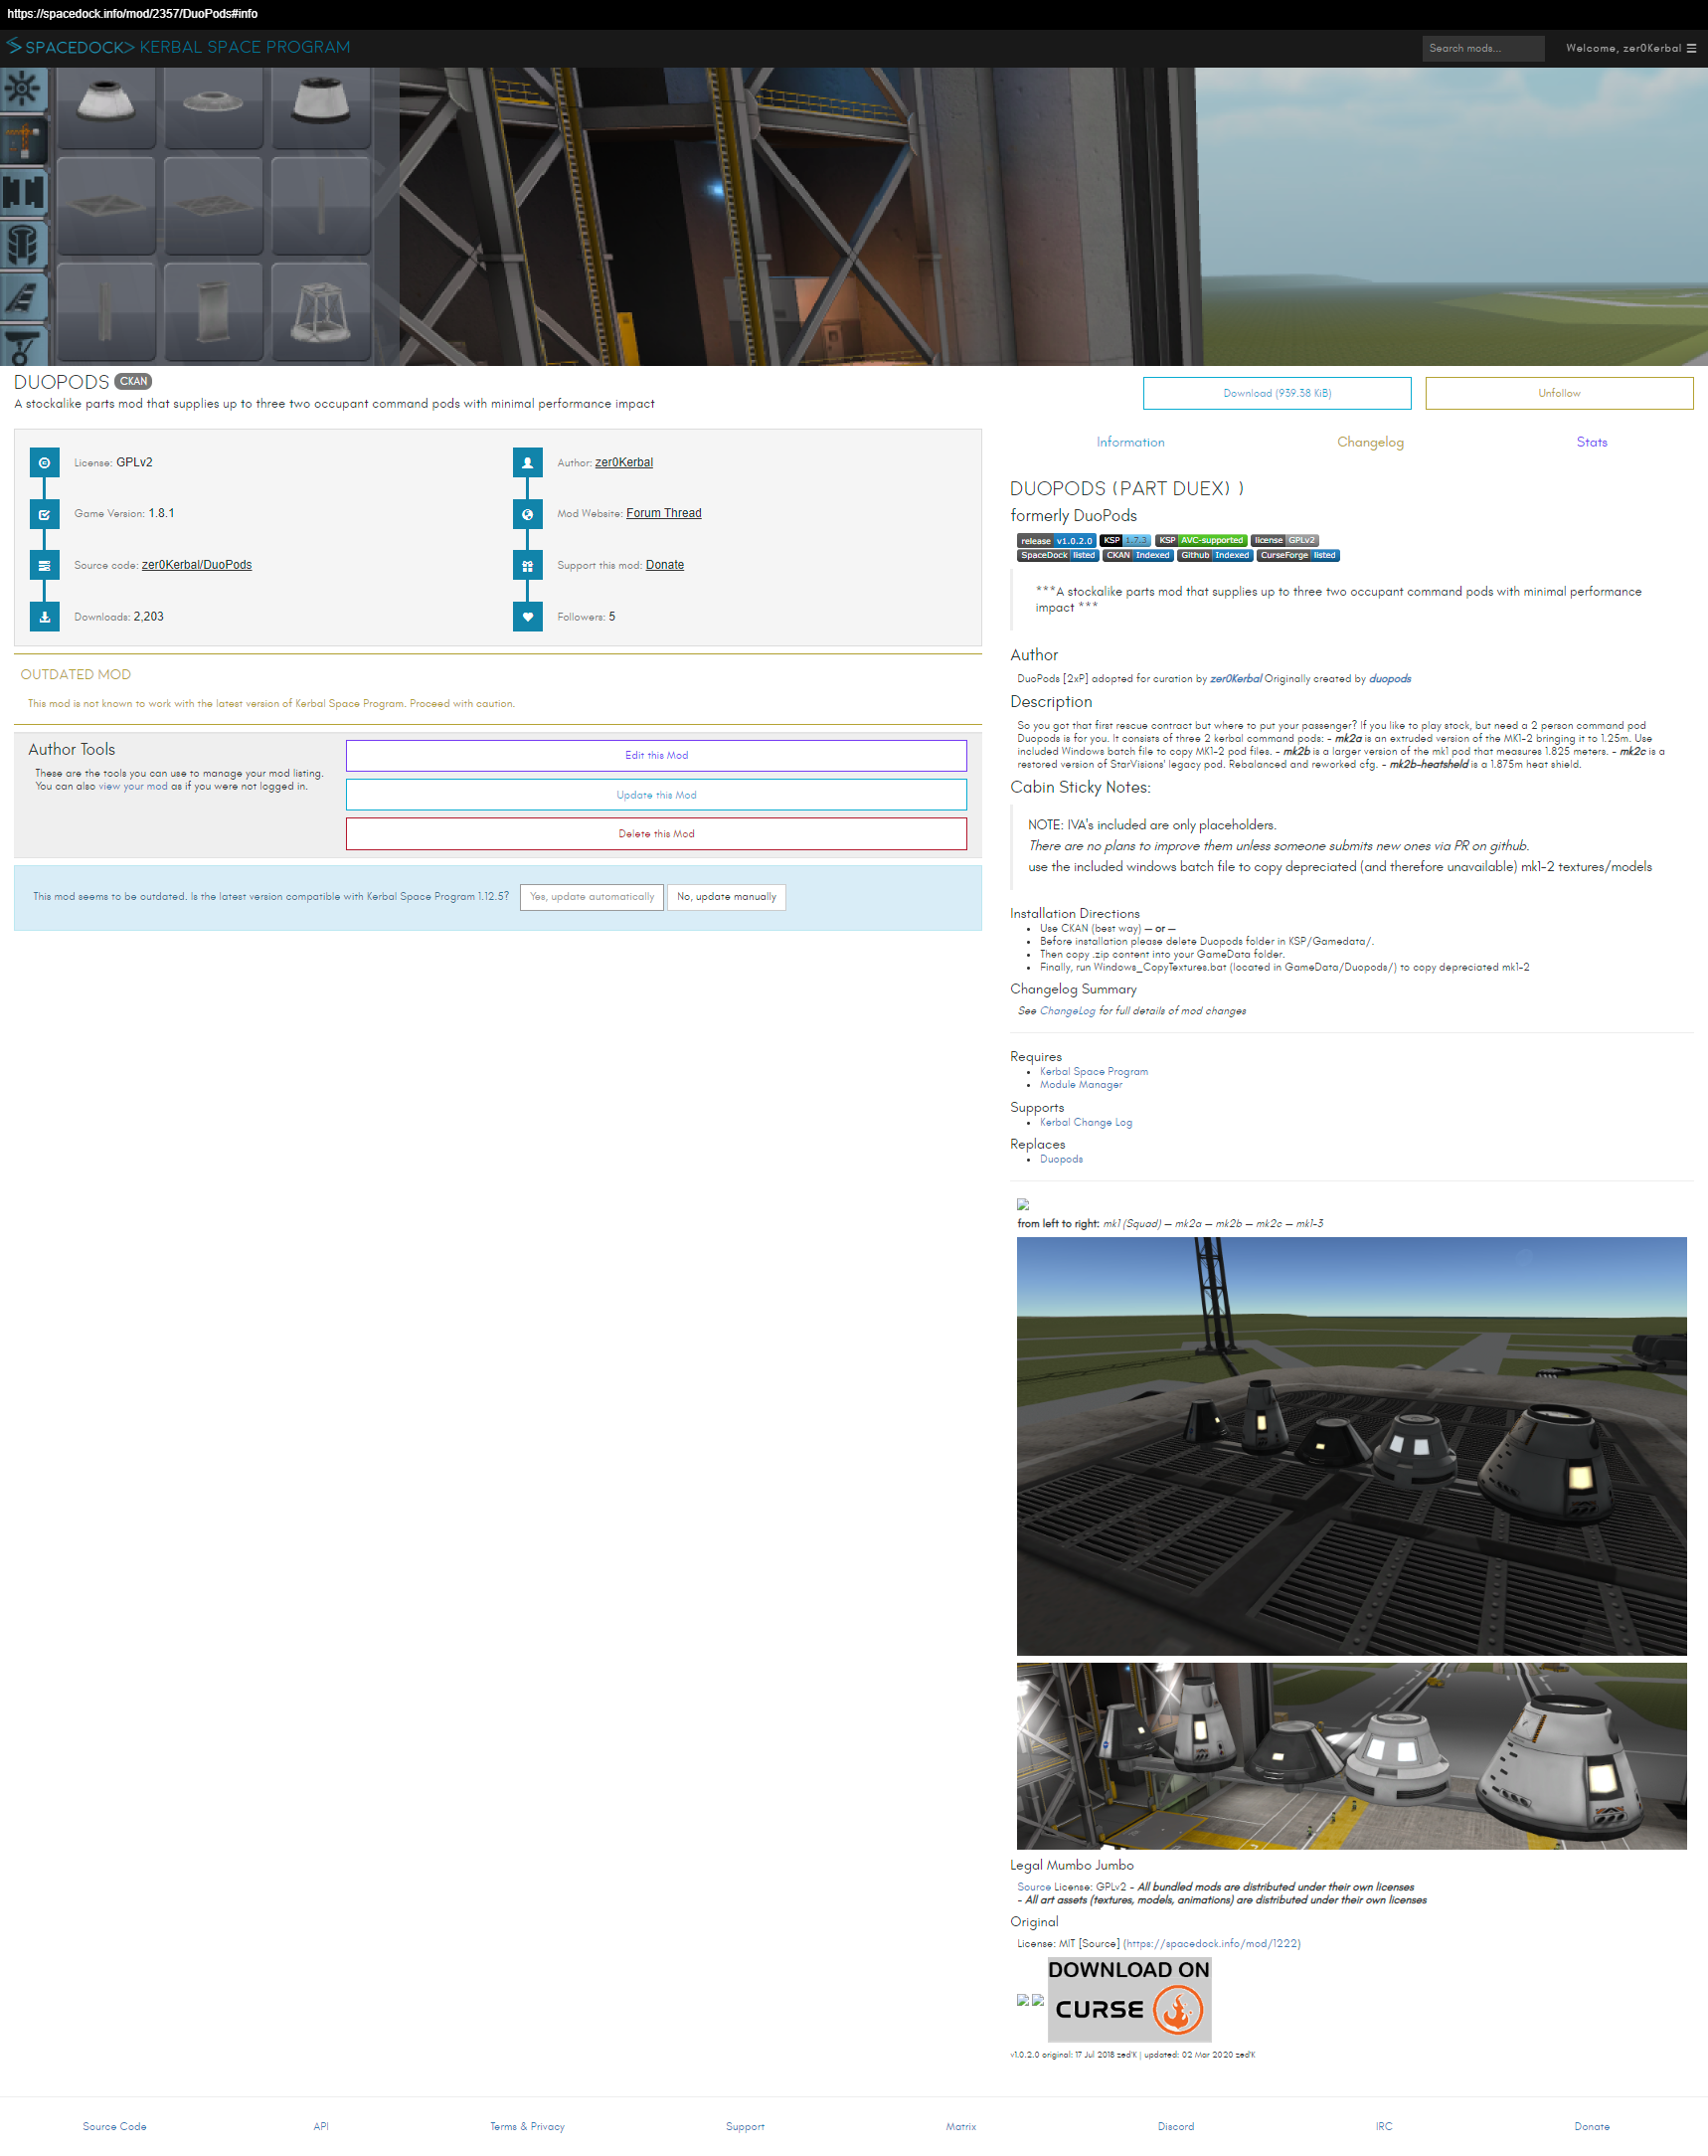 https://spacedock.info/mod/2357/DuoPods#info
SPACEDOCK> KERBAL SPACE PROGRAM
Search mods...
Welcome, zer0Kerbal
DUOPODS CKAN
A stockalike parts mod that supplies up to three two occupant command pods with minimal performance impact
Download (939.38 KiB)
Unfollow
License: GPLv2
Author: zer0Kerbal
Game Version: 1.8.1
Mod Website: Forum Thread
Source code: zer0Kerbal/DuoPods
Support this mod: Donate
Downloads: 2,203
Followers: 5
OUTDATED MOD
This mod is not known to work with the latest version of Kerbal Space Program. Proceed with caution.
Author Tools
These are the tools you can use to manage your mod listing.
You can also view your mod as if you were not logged in.
Edit this Mod
Update this Mod
Delete this Mod
This mod seems to be outdated. Is the latest version compatible with Kerbal Space Program 1.12.5?
Yes, update automatically
No, update manually
Information
Changelog
Stats
DUOPODS (PART DUEX) )
formerly DuoPods
release v1.0.2.0 KSP 1.7.3 KSP AVC-supported license GPLv2
SpaceDock listed CKAN Indexed Github Indexed CurseForge listed
***A stockalike parts mod that supplies up to three two occupant command pods with minimal performance
impact ***
Author
DuoPods [2xP] adopted for curation by zer0Kerbal Originally created by duopods
Description
So you got that first rescue contract but where to put your passenger? If you like to play stock, but need a 2 person command pod
Duopods is for you. It consists of three 2 kerbal command pods: - mk2a is an extruded version of the MK1-2 bringing it to 1.25m. Use
included Windows batch file to copy MK1-2 pod files. - mk2b is a larger version of the mk1 pod that measures 1.825 meters. - mk2c is a
restored version of StarVisions' legacy pod. Rebalanced and reworked cfg. - mk2b-heatsheld is a 1.875m heat shield.
Cabin Sticky Notes:
NOTE: IVA's included are only placeholders.
There are no plans to improve them unless someone submits new ones via PR on github.
use the included windows batch file to copy depreciated (and therefore unavailable) mk1-2 textures/models
Installation Directions
• Use CKAN (best way) — or —
• Before installation please delete Duopods folder in KSP/Gamedata/.
• Then copy .zip content into your GameData folder.
• Finally, run Windows_CopyTextures.bat (located in GameData/Duopods/) to copy depreciated mk1-2
Changelog Summary
See ChangeLog for full details of mod changes
Requires
• Kerbal Space Program
• Module Manager
Supports
• Kerbal Change Log
Replaces
• Duopods
from left to right: mk1 (Squad) — mk2a — mk2b — mk2c — mk1-3
Legal Mumbo Jumbo
Source License: GPLv2 - All bundled mods are distributed under their own licenses
- All art assets (textures, models, animations) are distributed under their own licenses
Original
License: MIT [Source] (https://spacedock.info/mod/1222)
DOWNLOAD ON
CURSE
v1.0.2.0 original: 17 Jul 2018 zed'K | updated: 02 Mar 2020 zed'K
Source Code
API
Terms & Privacy
Support
Matrix
Discord
IRC
Donate